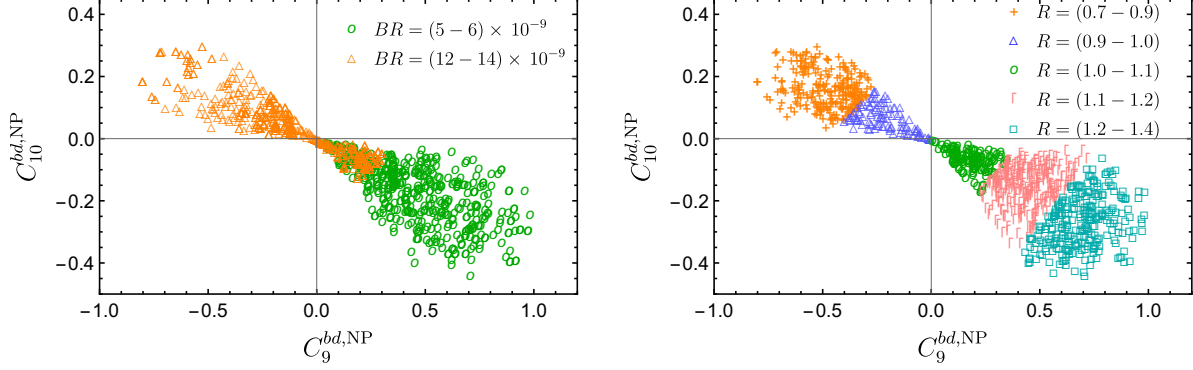 0.4
0.2
0.0
−0.2
−0.4
−1.0 −0.5 0.0 0.5 1.0
C_9^{bd,NP}
C_{10}^{bd,NP}
BR = (5 − 6) × 10^{−9}
BR = (12 − 14) × 10^{−9}
0.4
0.2
0.0
−0.2
−0.4
−1.0 −0.5 0.0 0.5 1.0
C_9^{bd,NP}
C_{10}^{bd,NP}
R = (0.7 − 0.9)
R = (0.9 − 1.0)
R = (1.0 − 1.1)
R = (1.1 − 1.2)
R = (1.2 − 1.4)